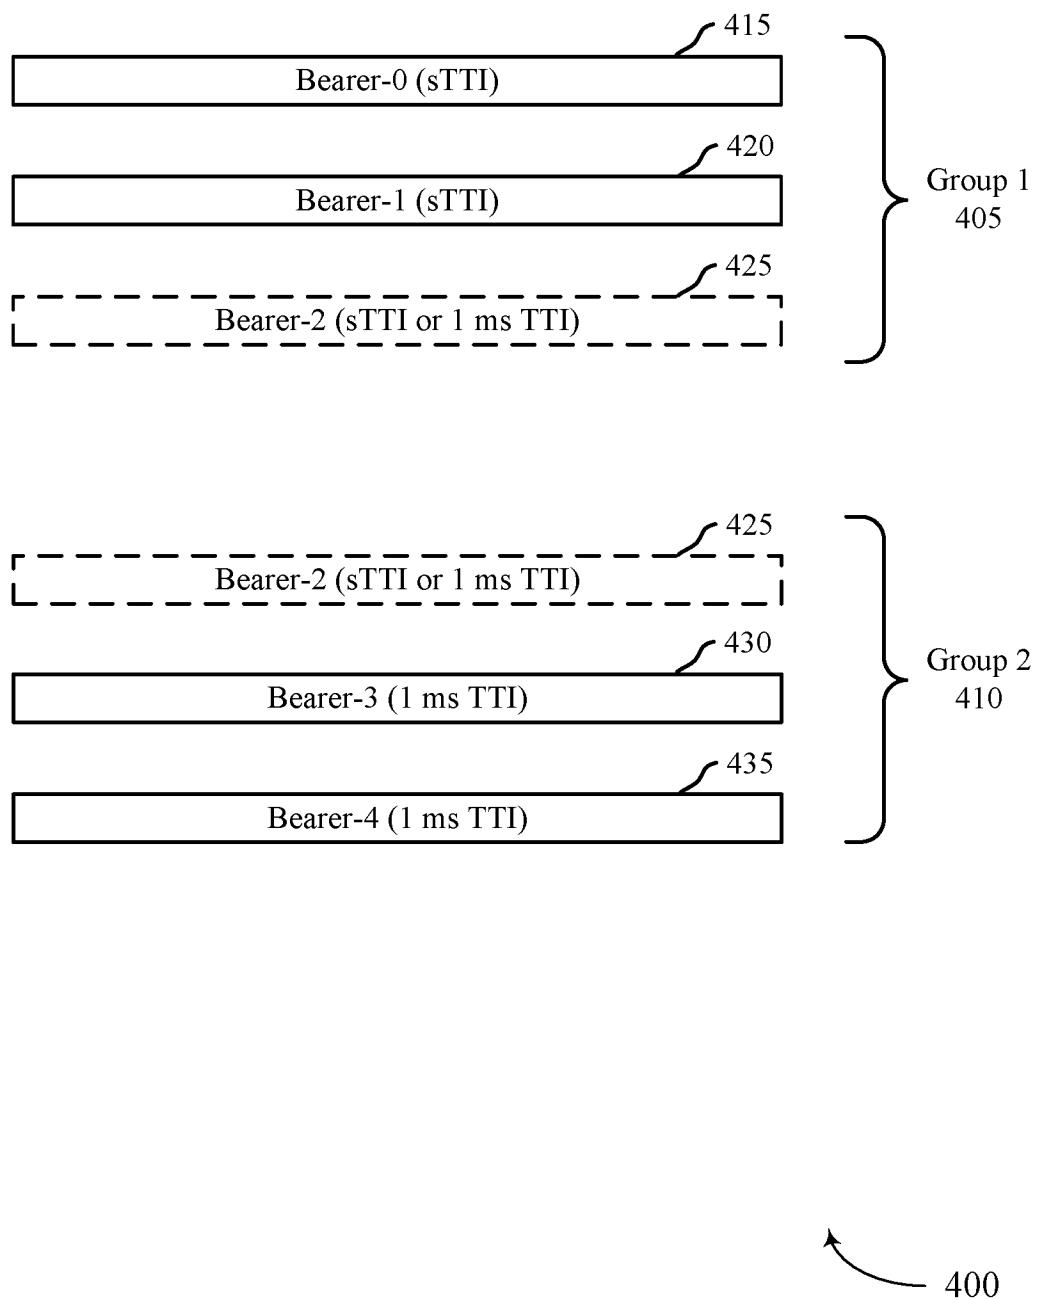 415
Bearer-0 (sTTI)
420
Bearer-1 (sTTI)
Group 1
405
425
Bearer-2 (sTTI or 1 ms TTI)
425
Bearer-2 (sTTI or 1 ms TTI)
430
Bearer-3 (1 ms TTI)
Group 2
410
435
Bearer-4 (1 ms TTI)
400